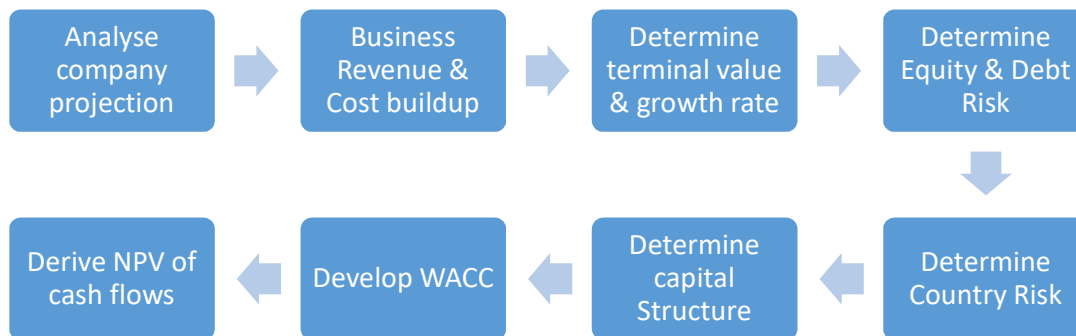 Analyse
company
projection
Business
Revenue &
Cost buildup
Determine
terminal value
& growth rate
Determine
Equity & Debt
Risk
Determine
Country Risk
Determine
capital
Structure
Develop WACC
Derive NPV of
cash flows